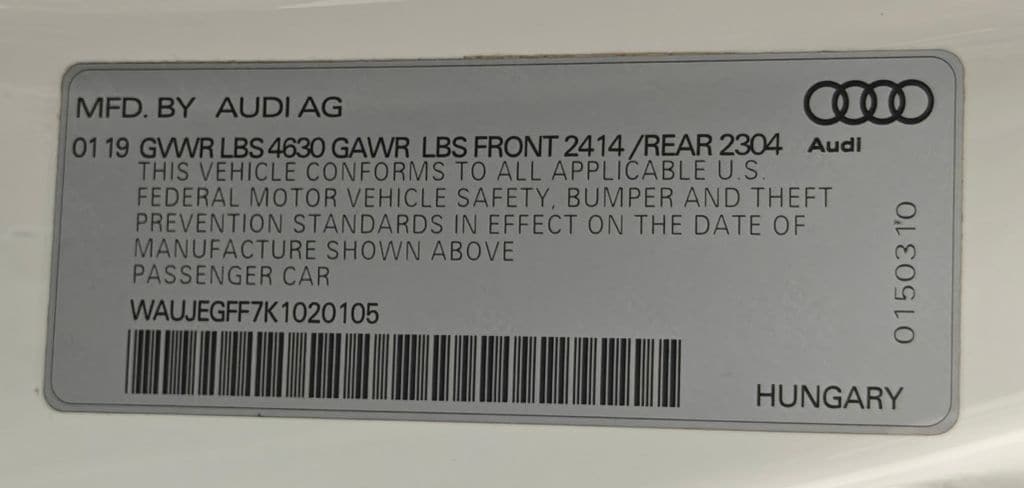 MFD. BY AUDI AG
01 19 GVWR LBS 4630 GAWR LBS FRONT 2414 /REAR 2304
Audi
THIS VEHICLE CONFORMS TO ALL APPLICABLE U.S.
FEDERAL MOTOR VEHICLE SAFETY, BUMPER AND THEFT
PREVENTION STANDARDS IN EFFECT ON THE DATE OF
MANUFACTURE SHOWN ABOVE
PASSENGER CAR
WAUJEGFF7K1020105
HUNGARY